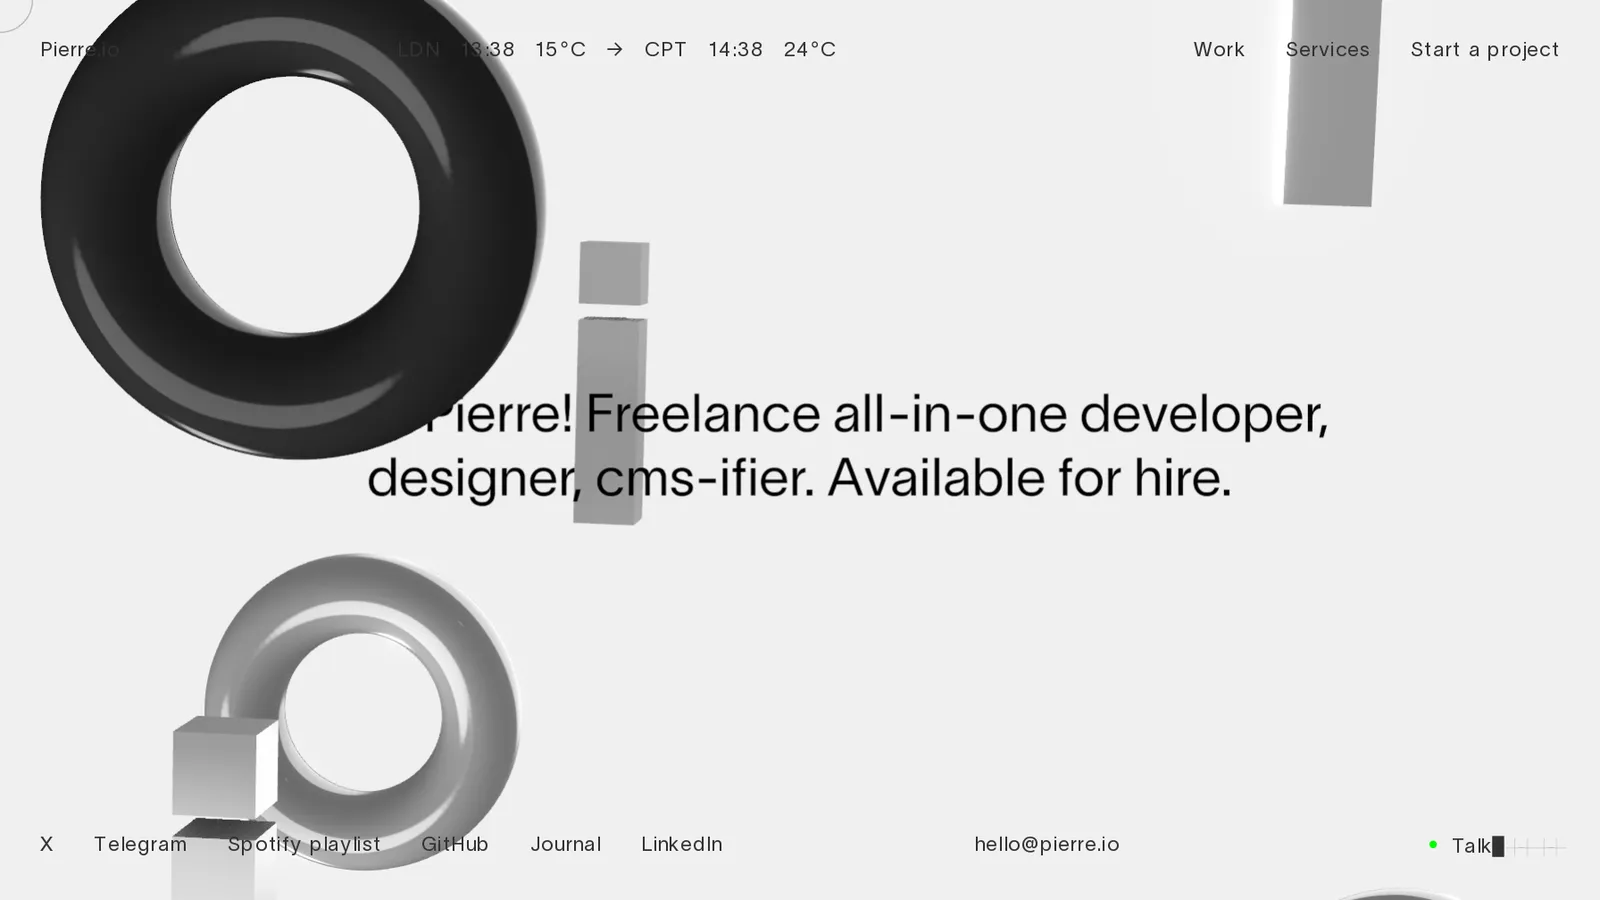 Pierre.io
LDN 13:38 15°C → CPT 14:38 24°C
Work Services Start a project
Pierre! Freelance all-in-one developer,
designer, cms-ifier. Available for hire.
X Telegram Spotify playlist GitHub Journal LinkedIn
hello@pierre.io
Talk